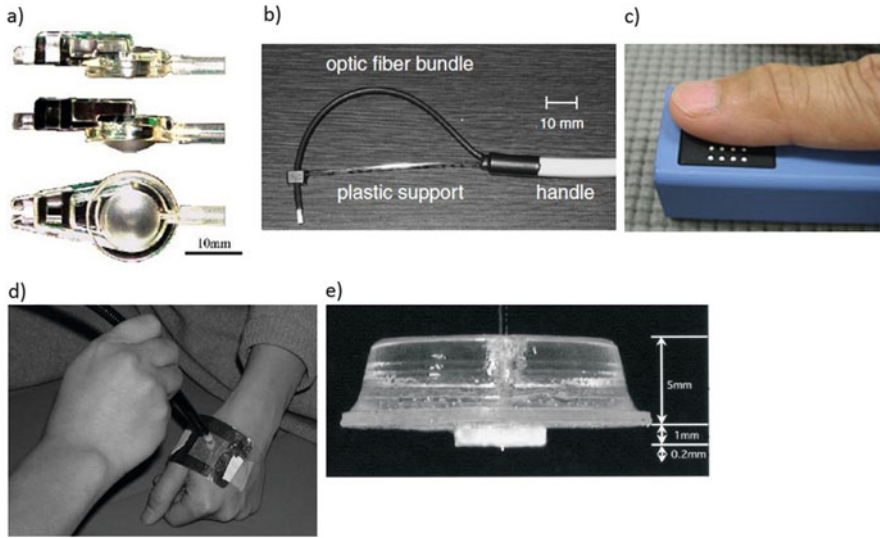 a)
10mm
b)
optic fiber bundle
10 mm
plastic support
handle
c)
d)
e)
5mm
1mm
0.2mm